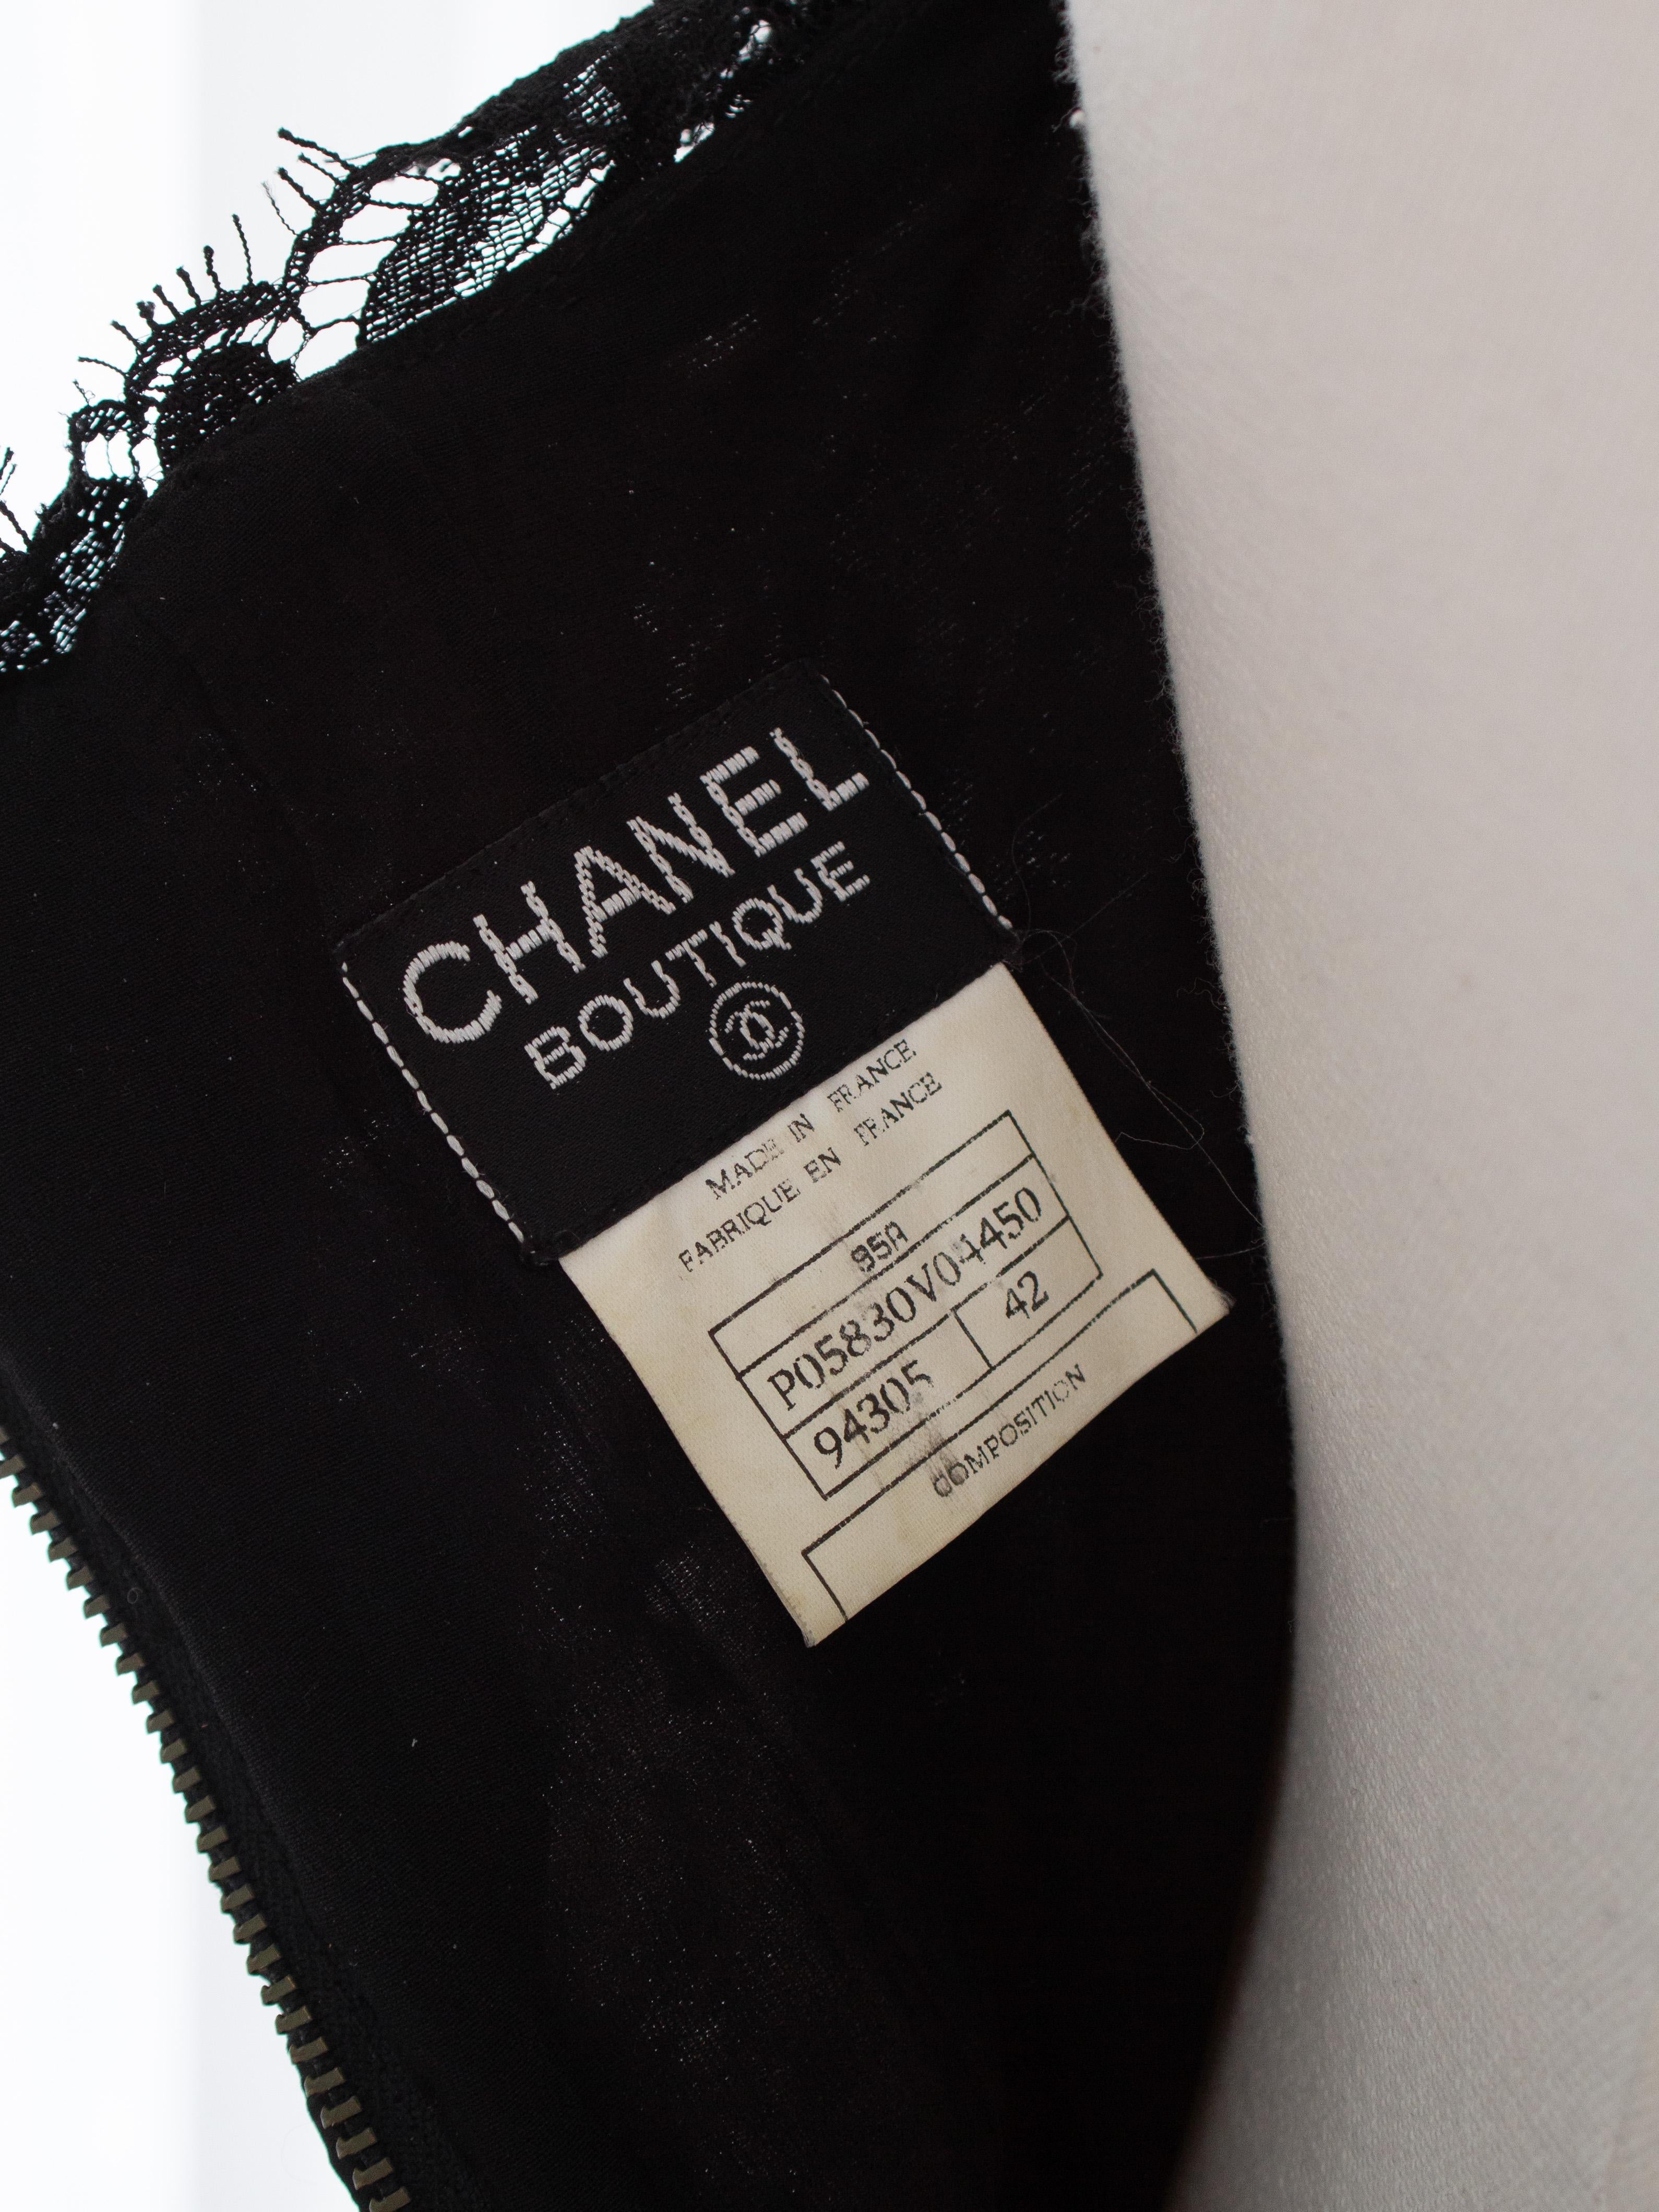 CHANEL
BOUTIQUE
MADE IN FRANCE
FABRIQUE EN FRANCE
95A
P05830V04450
94305 42
COMPOSITION